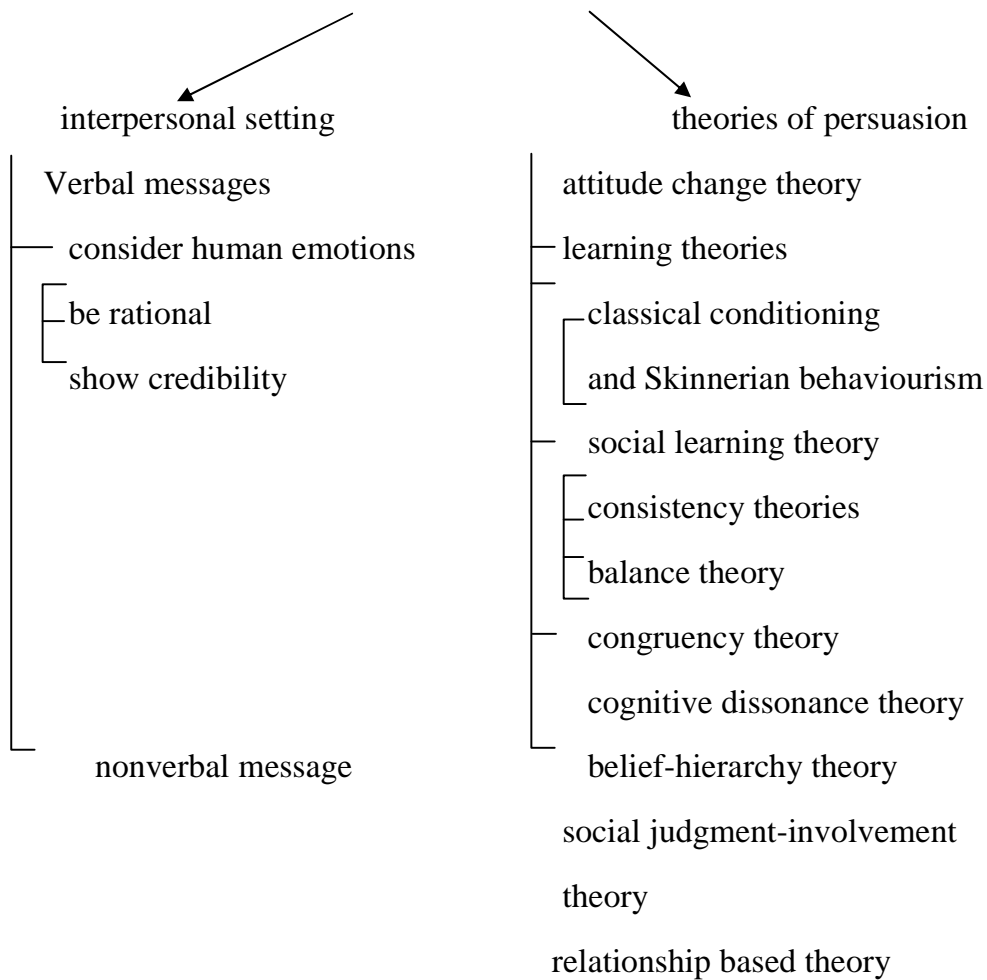 interpersonal setting
Verbal messages
consider human emotions
be rational
show credibility
nonverbal message
theories of persuasion
attitude change theory
learning theories
classical conditioning
and Skinnerian behaviourism
social learning theory
consistency theories
balance theory
congruency theory
cognitive dissonance theory
belief-hierarchy theory
social judgment-involvement
theory
relationship based theory